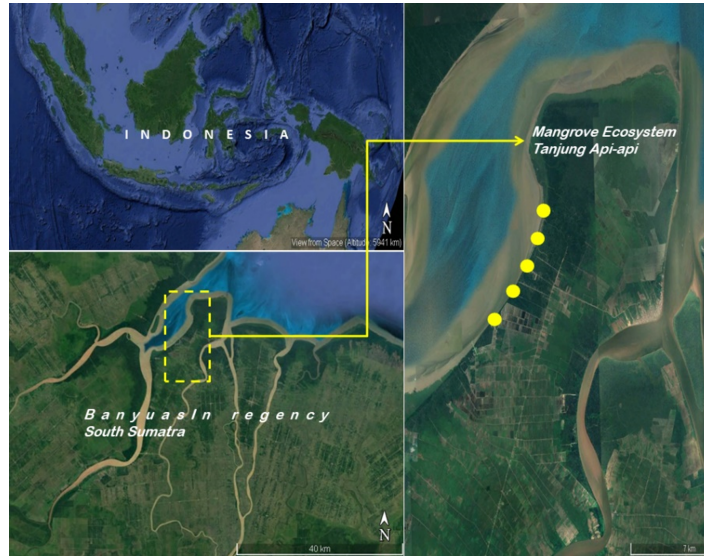 I N D O N E S I A
N
View from Space (Altitude: 5941 km)
Mangrove Ecosystem
Tanjung Api-api
B a n y u a s I n   r e g e n c y
South Sumatra
N
40 km
7 km